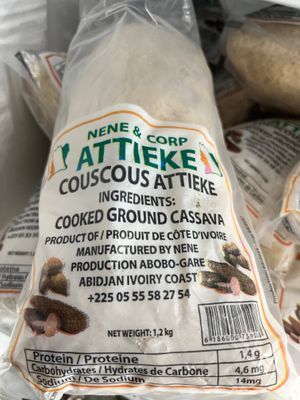 NENE & CORP
ATTIEKE
COUSCOUS ATTIEKE
INGREDIENTS:
COOKED GROUND CASSAVA
PRODUCT OF / PRODUIT DE CÔTE D'IVOIRE
MANUFACTURED BY NENE
PRODUCTION ABOBO-GARE
ABIDJAN IVOIRY COAST
+225 05 55 58 27 54
NET WEIGHT: 1,2 kg
Protein / Proteine 1,4 g
Carbohydrates / Hydrates de Carbone 4,6 mg
Sodium / De Sodium 14mg